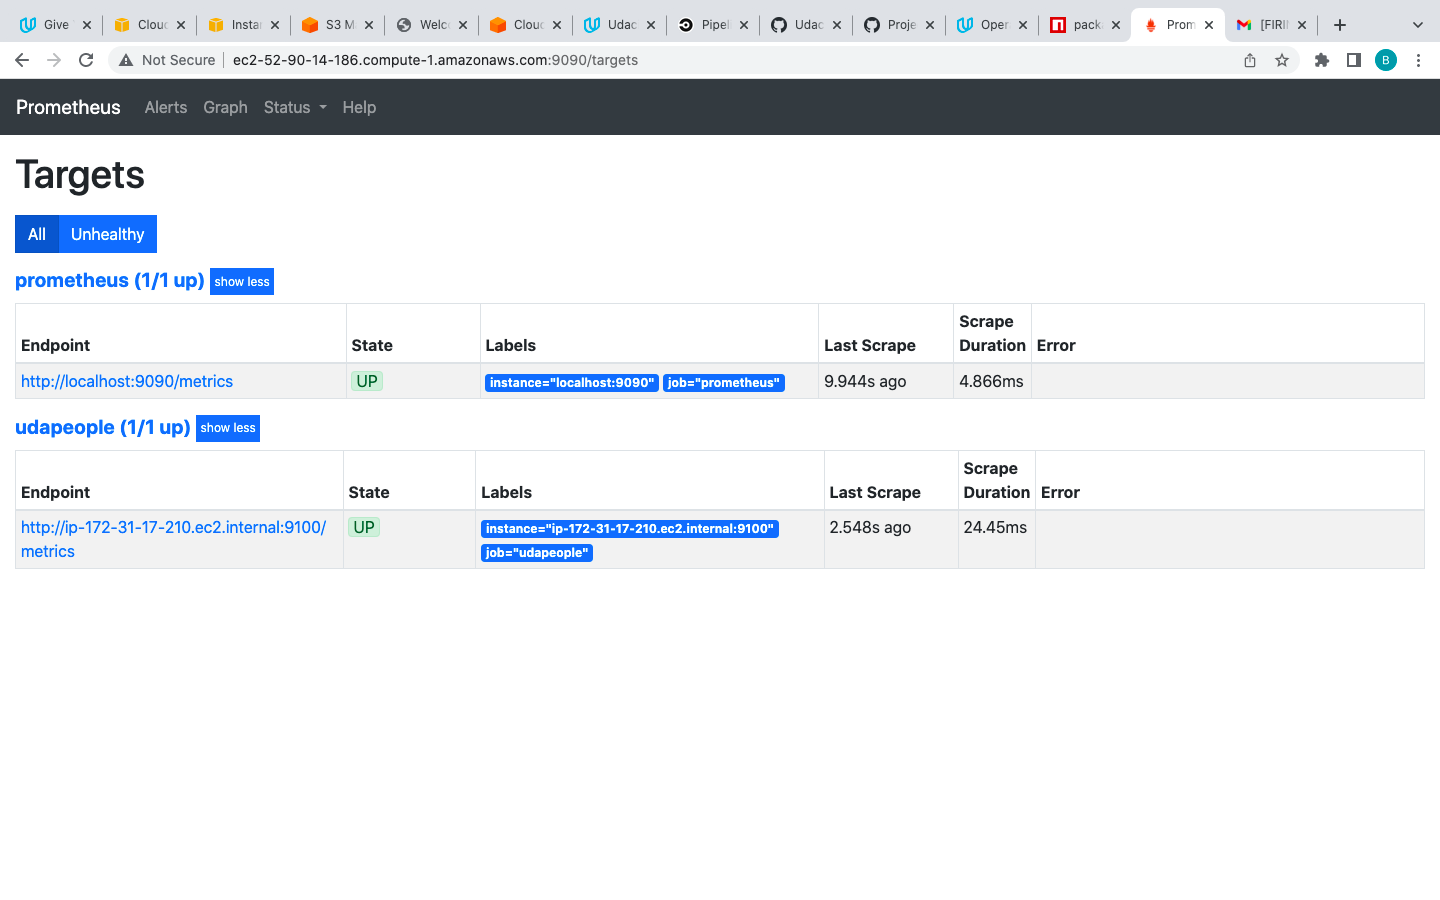 Give Cloud Instan S3 M Welco Cloud Udac Pipel Udac Proje Oper pack Prom [FIRI
Not Secure ec2-52-90-14-186.compute-1.amazonaws.com:9090/targets B
Prometheus Alerts Graph Status Help
Targets
All Unhealthy
prometheus (1/1 up) show less
Endpoint State Labels Last Scrape Scrape Duration Error
http://localhost:9090/metrics UP instance="localhost:9090" job="prometheus" 9.944s ago 4.866ms
udapeople (1/1 up) show less
Endpoint State Labels Last Scrape Scrape Duration Error
http://ip-172-31-17-210.ec2.internal:9100/ UP instance="ip-172-31-17-210.ec2.internal:9100" 2.548s ago 24.45ms
metrics job="udapeople"